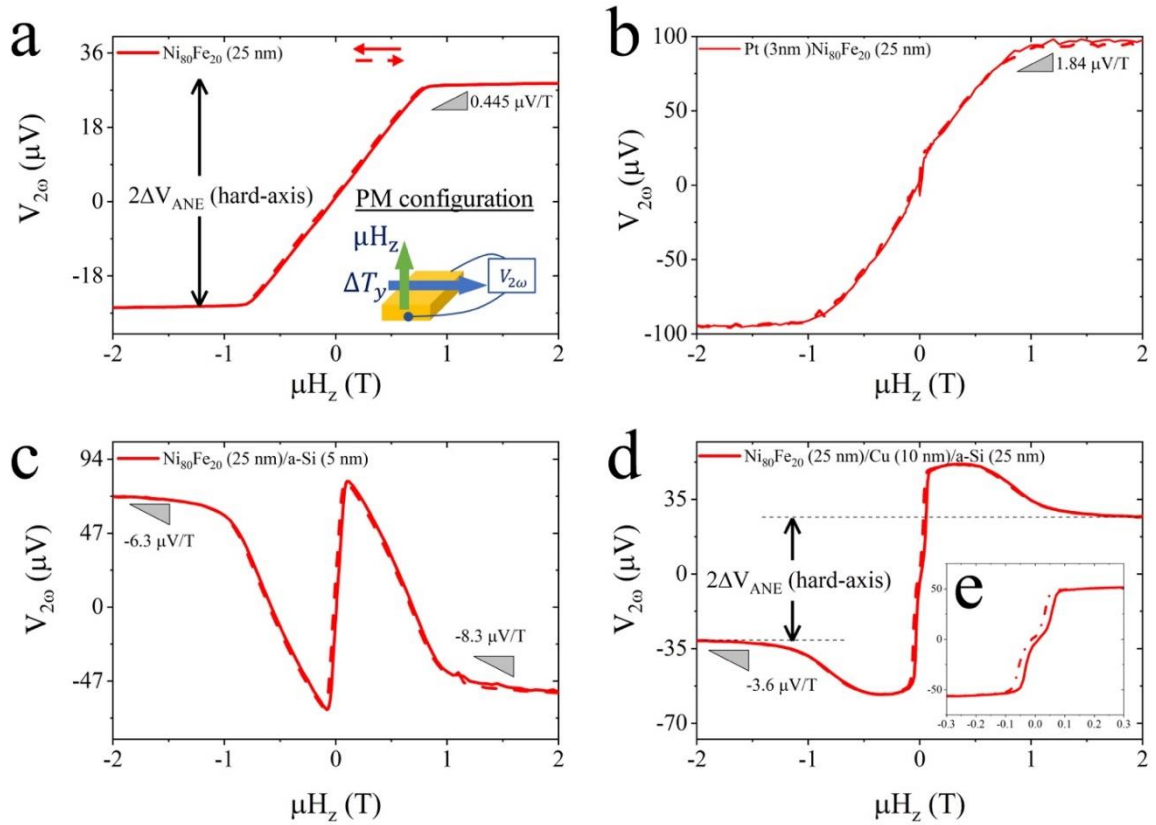 a
Ni80Fe20 (25 nm)
36
18
0
-18
V2ω (μV)
0.445 μV/T
2ΔVANE (hard-axis)
PM configuration
μHz
ΔTy
V2ω
-2 -1 0 1 2
μHz (T)
b
Pt (3nm )Ni80Fe20 (25 nm)
100
50
0
-50
-100
V2ω(μV)
1.84 μV/T
-2 -1 0 1 2
μHz (T)
c
Ni80Fe20 (25 nm)/a-Si (5 nm)
94
47
0
-47
V2ω (μV)
-6.3 μV/T
-8.3 μV/T
-2 -1 0 1 2
μHz (T)
d
Ni80Fe20 (25 nm)/Cu (10 nm)/a-Si (25 nm)
35
0
-35
-70
V2ω (μV)
2ΔVANE (hard-axis)
-3.6 μV/T
e
50
0
-50
-0.3 -0.2 -0.1 0.0 0.1 0.2 0.3
-2 -1 0 1 2
μHz (T)